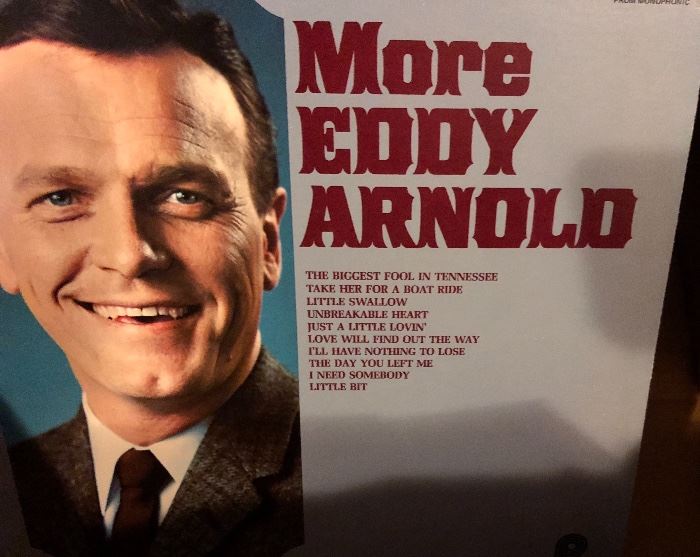 FROM MONOPHONIC
More
EDDY
ARNOLD
THE BIGGEST FOOL IN TENNESSEE
TAKE HER FOR A BOAT RIDE
LITTLE SWALLOW
UNBREAKABLE HEART
JUST A LITTLE LOVIN'
LOVE WILL FIND OUT THE WAY
I'LL HAVE NOTHING TO LOSE
THE DAY YOU LEFT ME
I NEED SOMEBODY
LITTLE BIT